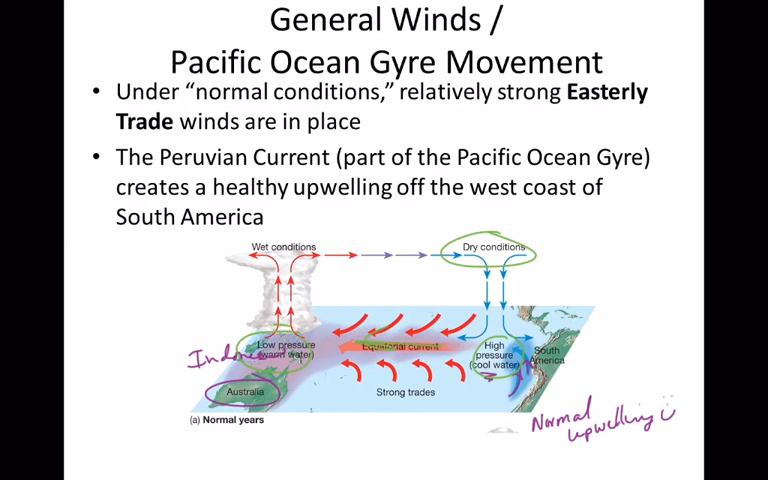 General Winds /
Pacific Ocean Gyre Movement
• Under “normal conditions,” relatively strong Easterly
Trade winds are in place
• The Peruvian Current (part of the Pacific Ocean Gyre)
creates a healthy upwelling off the west coast of
South America
Wet conditions
Dry conditions
Low pressure
(warm water)
Equatorial current
High
pressure
(cool water)
South
America
Australia
Strong trades
(a) Normal years
Normal
upwelling